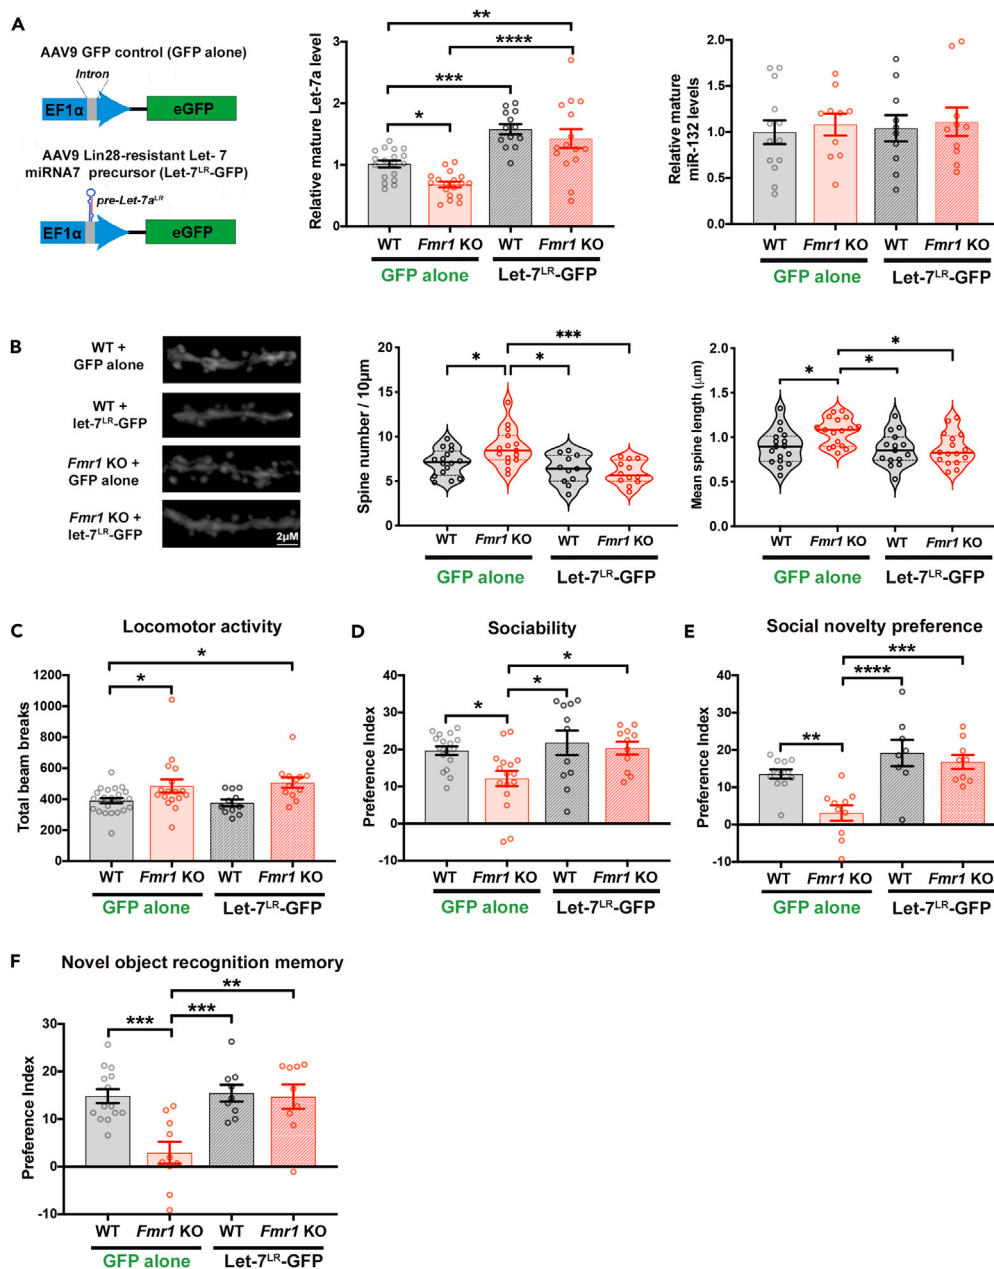 A
AAV9 GFP control (GFP alone)
Intron
EF1α
eGFP
AAV9 Lin28-resistant Let- 7
miRNA7 precursor (Let-7LR-GFP)
pre-Let-7aLR
EF1α
eGFP
Relative mature Let-7a level
3
2
1
0
**
****
***
*
WT
Fmr1 KO
WT
Fmr1 KO
GFP alone
Let-7LR-GFP
Relative mature
miR-132 levels
2.0
1.5
1.0
0.5
0.0
WT
Fmr1 KO
WT
Fmr1 KO
GFP alone
Let-7LR-GFP
B
WT +
GFP alone
WT +
let-7LR-GFP
Fmr1 KO +
GFP alone
Fmr1 KO +
let-7LR-GFP
2μM
Spine number / 10μm
20
15
10
5
0
***
*
*
WT
Fmr1 KO
WT
Fmr1 KO
GFP alone
Let-7LR-GFP
Mean spine length (μm)
2.0
1.5
1.0
0.5
0.0
*
*
*
WT
Fmr1 KO
WT
Fmr1 KO
GFP alone
Let-7LR-GFP
C
Locomotor activity
Total beam breaks
1200
1000
800
600
400
200
0
*
*
WT
Fmr1 KO
WT
Fmr1 KO
GFP alone
Let-7LR-GFP
D
Sociability
Preference Index
40
30
20
10
0
-10
*
*
*
WT
Fmr1 KO
WT
Fmr1 KO
GFP alone
Let-7LR-GFP
E
Social novelty preference
Preference Index
40
30
20
10
0
-10
***
****
**
WT
Fmr1 KO
WT
Fmr1 KO
GFP alone
Let-7LR-GFP
F
Novel object recognition memory
Preference Index
30
20
10
0
-10
**
***
***
WT
Fmr1 KO
WT
Fmr1 KO
GFP alone
Let-7LR-GFP